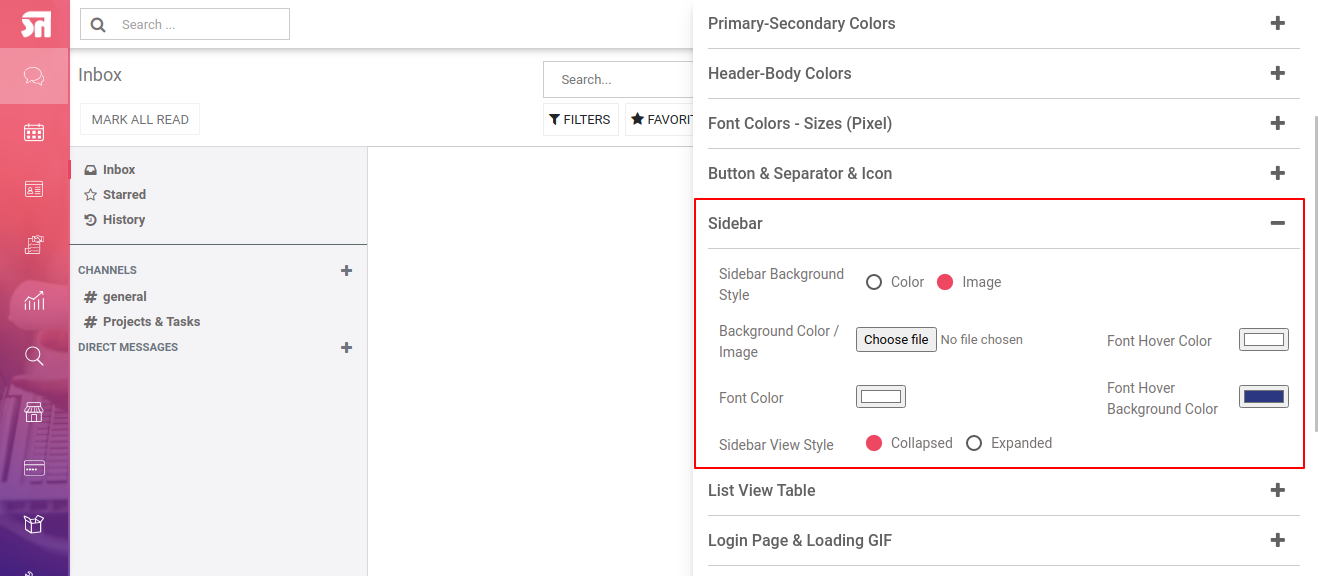 Search ...
Inbox
Search...
MARK ALL READ
FILTERS
FAVORIT
Inbox
Starred
History
CHANNELS
general
Projects & Tasks
DIRECT MESSAGES
Primary-Secondary Colors
Header-Body Colors
Font Colors - Sizes (Pixel)
Button & Separator & Icon
Sidebar
Sidebar Background
Style
Color
Image
Background Color /
Image
Choose file No file chosen
Font Hover Color
Font Color
Font Hover
Background Color
Sidebar View Style
Collapsed
Expanded
List View Table
Login Page & Loading GIF